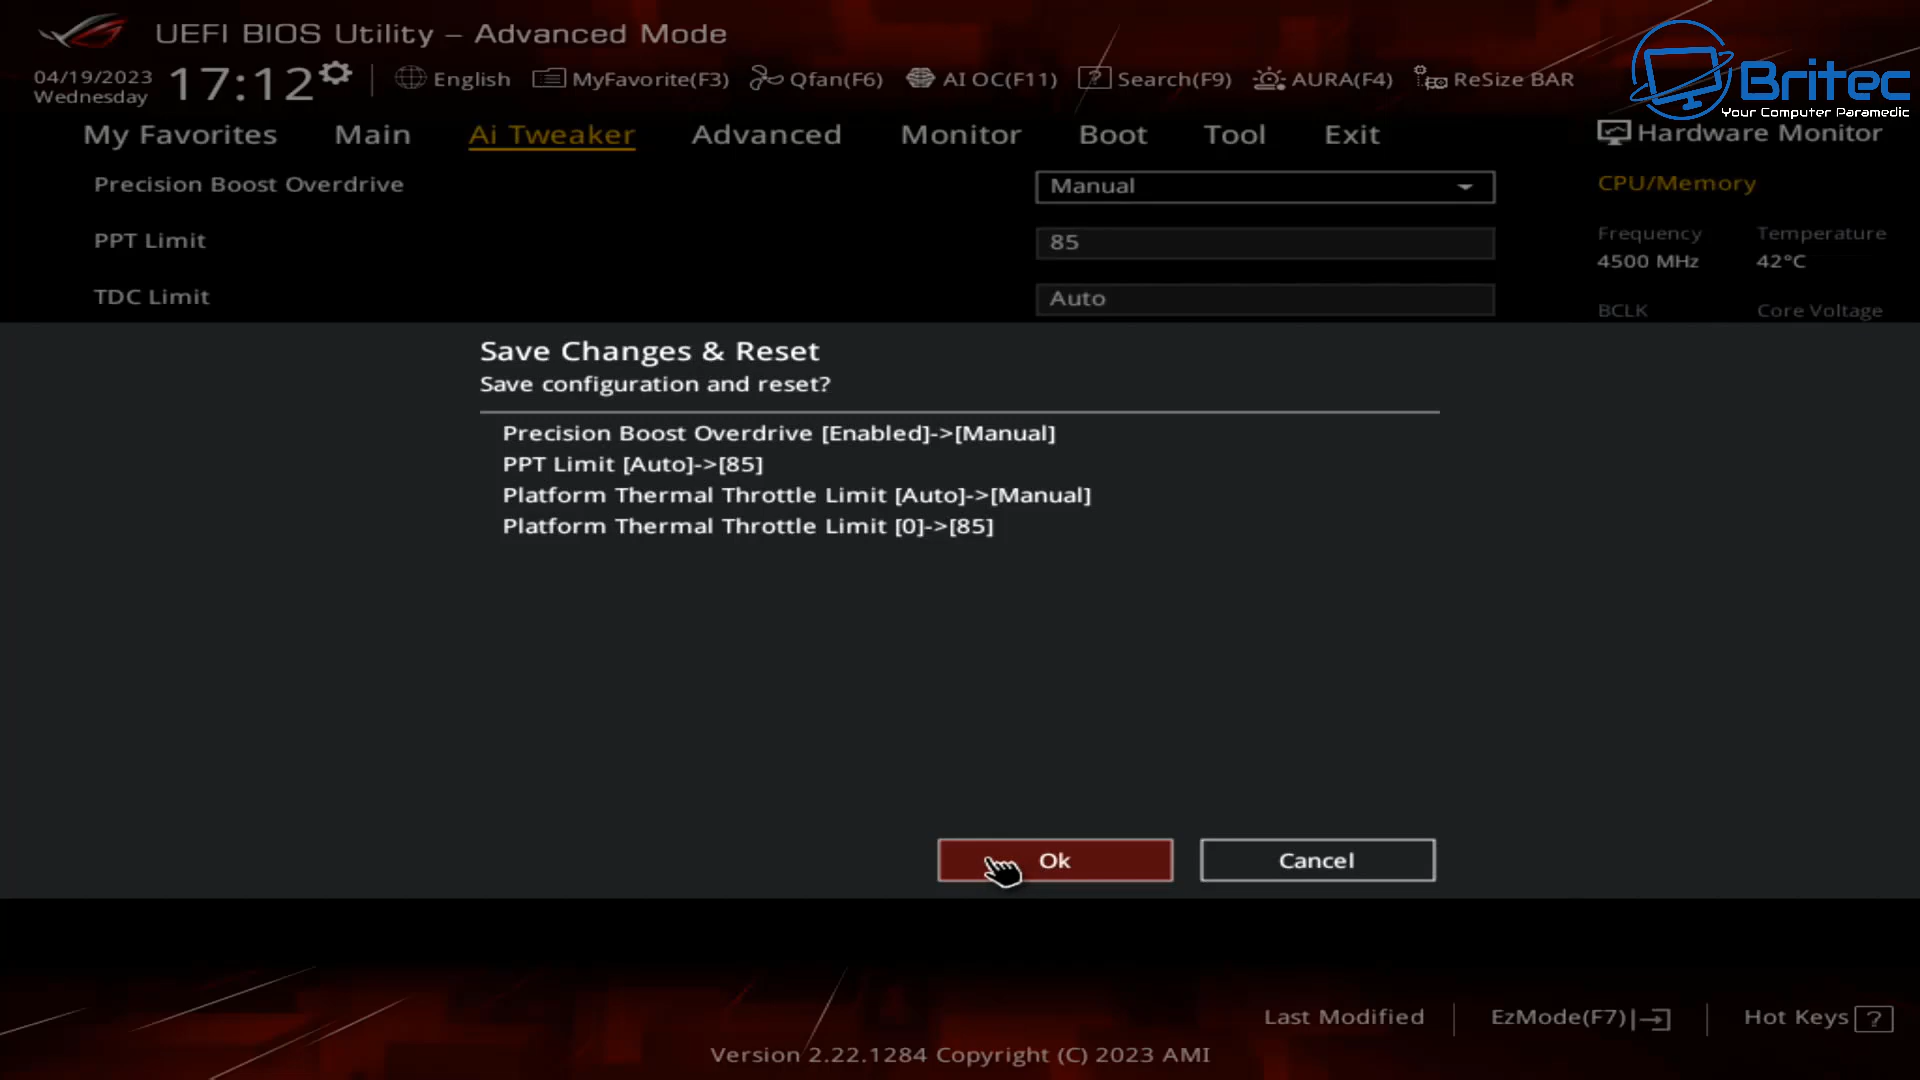 UEFI BIOS Utility – Advanced Mode
04/19/2023
Wednesday
17:12
English
MyFavorite(F3)
Qfan(F6)
AI OC(F11)
? Search(F9)
AURA(F4)
ReSize BAR
Britec
Your Computer Paramedic
My Favorites
Main
Ai Tweaker
Advanced
Monitor
Boot
Tool
Exit
Hardware Monitor
Precision Boost Overdrive
Manual
CPU/Memory
PPT Limit
85
Frequency
Temperature
4500 MHz
42°C
TDC Limit
Auto
BCLK
Core Voltage
Save Changes & Reset
Save configuration and reset?
Precision Boost Overdrive [Enabled]->[Manual]
PPT Limit [Auto]->[85]
Platform Thermal Throttle Limit [Auto]->[Manual]
Platform Thermal Throttle Limit [0]->[85]
Ok
Cancel
Last Modified
EzMode(F7)
Hot Keys ?
Version 2.22.1284 Copyright (C) 2023 AMI